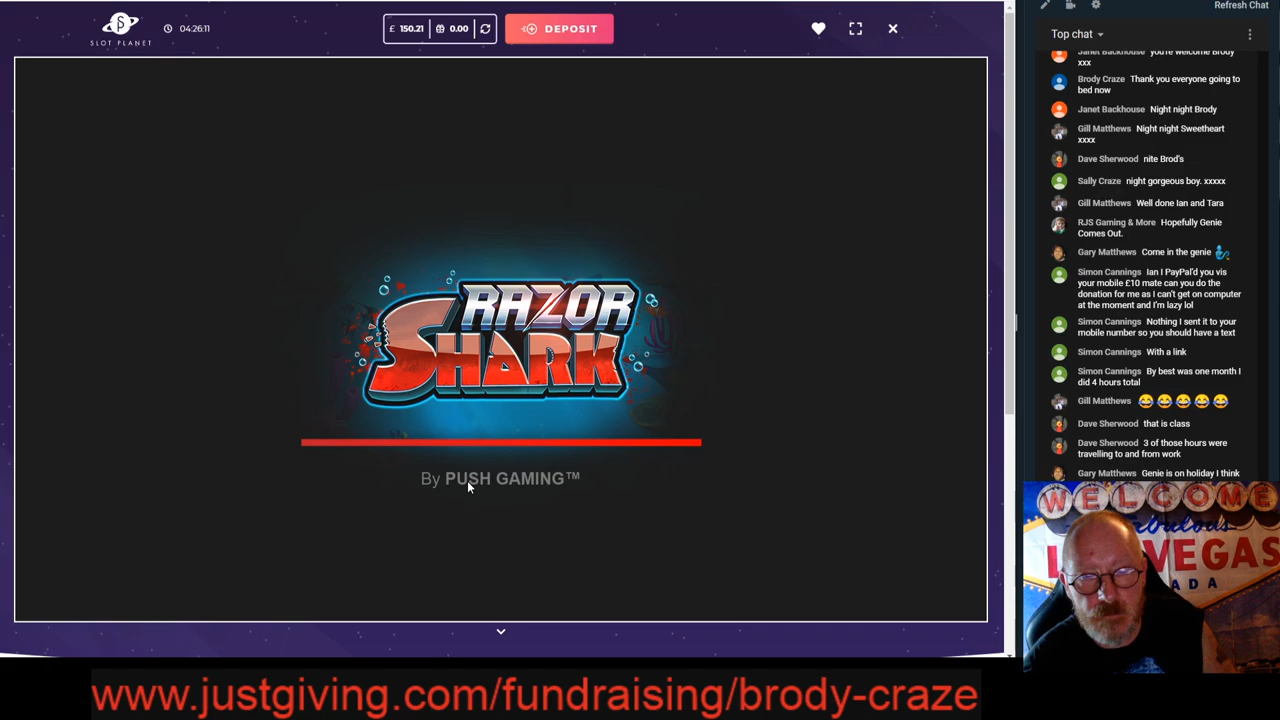 SLOT PLANET
04:26:11
£ 150.21
0.00
DEPOSIT
RAZOR
SHARK
By PUSH GAMING™
Refresh Chat
Top chat
Janet Backhouse you're welcome Brody
xxx
Brody Craze Thank you everyone going to
bed now
Janet Backhouse Night night Brody
Gill Matthews Night night Sweetheart
xxxx
Dave Sherwood nite Brod's
Sally Craze night gorgeous boy. xxxxx
Gill Matthews Well done Ian and Tara
RJS Gaming & More Hopefully Genie
Comes Out.
Gary Matthews Come in the genie 🧞
Simon Cannings Ian I PayPal'd you vis
your mobile £10 mate can you do the
donation for me as I can't get on computer
at the moment and I'm lazy lol
Simon Cannings Nothing I sent it to your
mobile number so you should have a text
Simon Cannings With a link
Simon Cannings By best was one month I
did 4 hours total
Gill Matthews 😂😂😂😂😂
Dave Sherwood that is class
Dave Sherwood 3 of those hours were
travelling to and from work
Gary Matthews Genie is on holiday I think
WELCOME
Fabulous
VEGAS
ADA
www.justgiving.com/fundraising/brody-craze